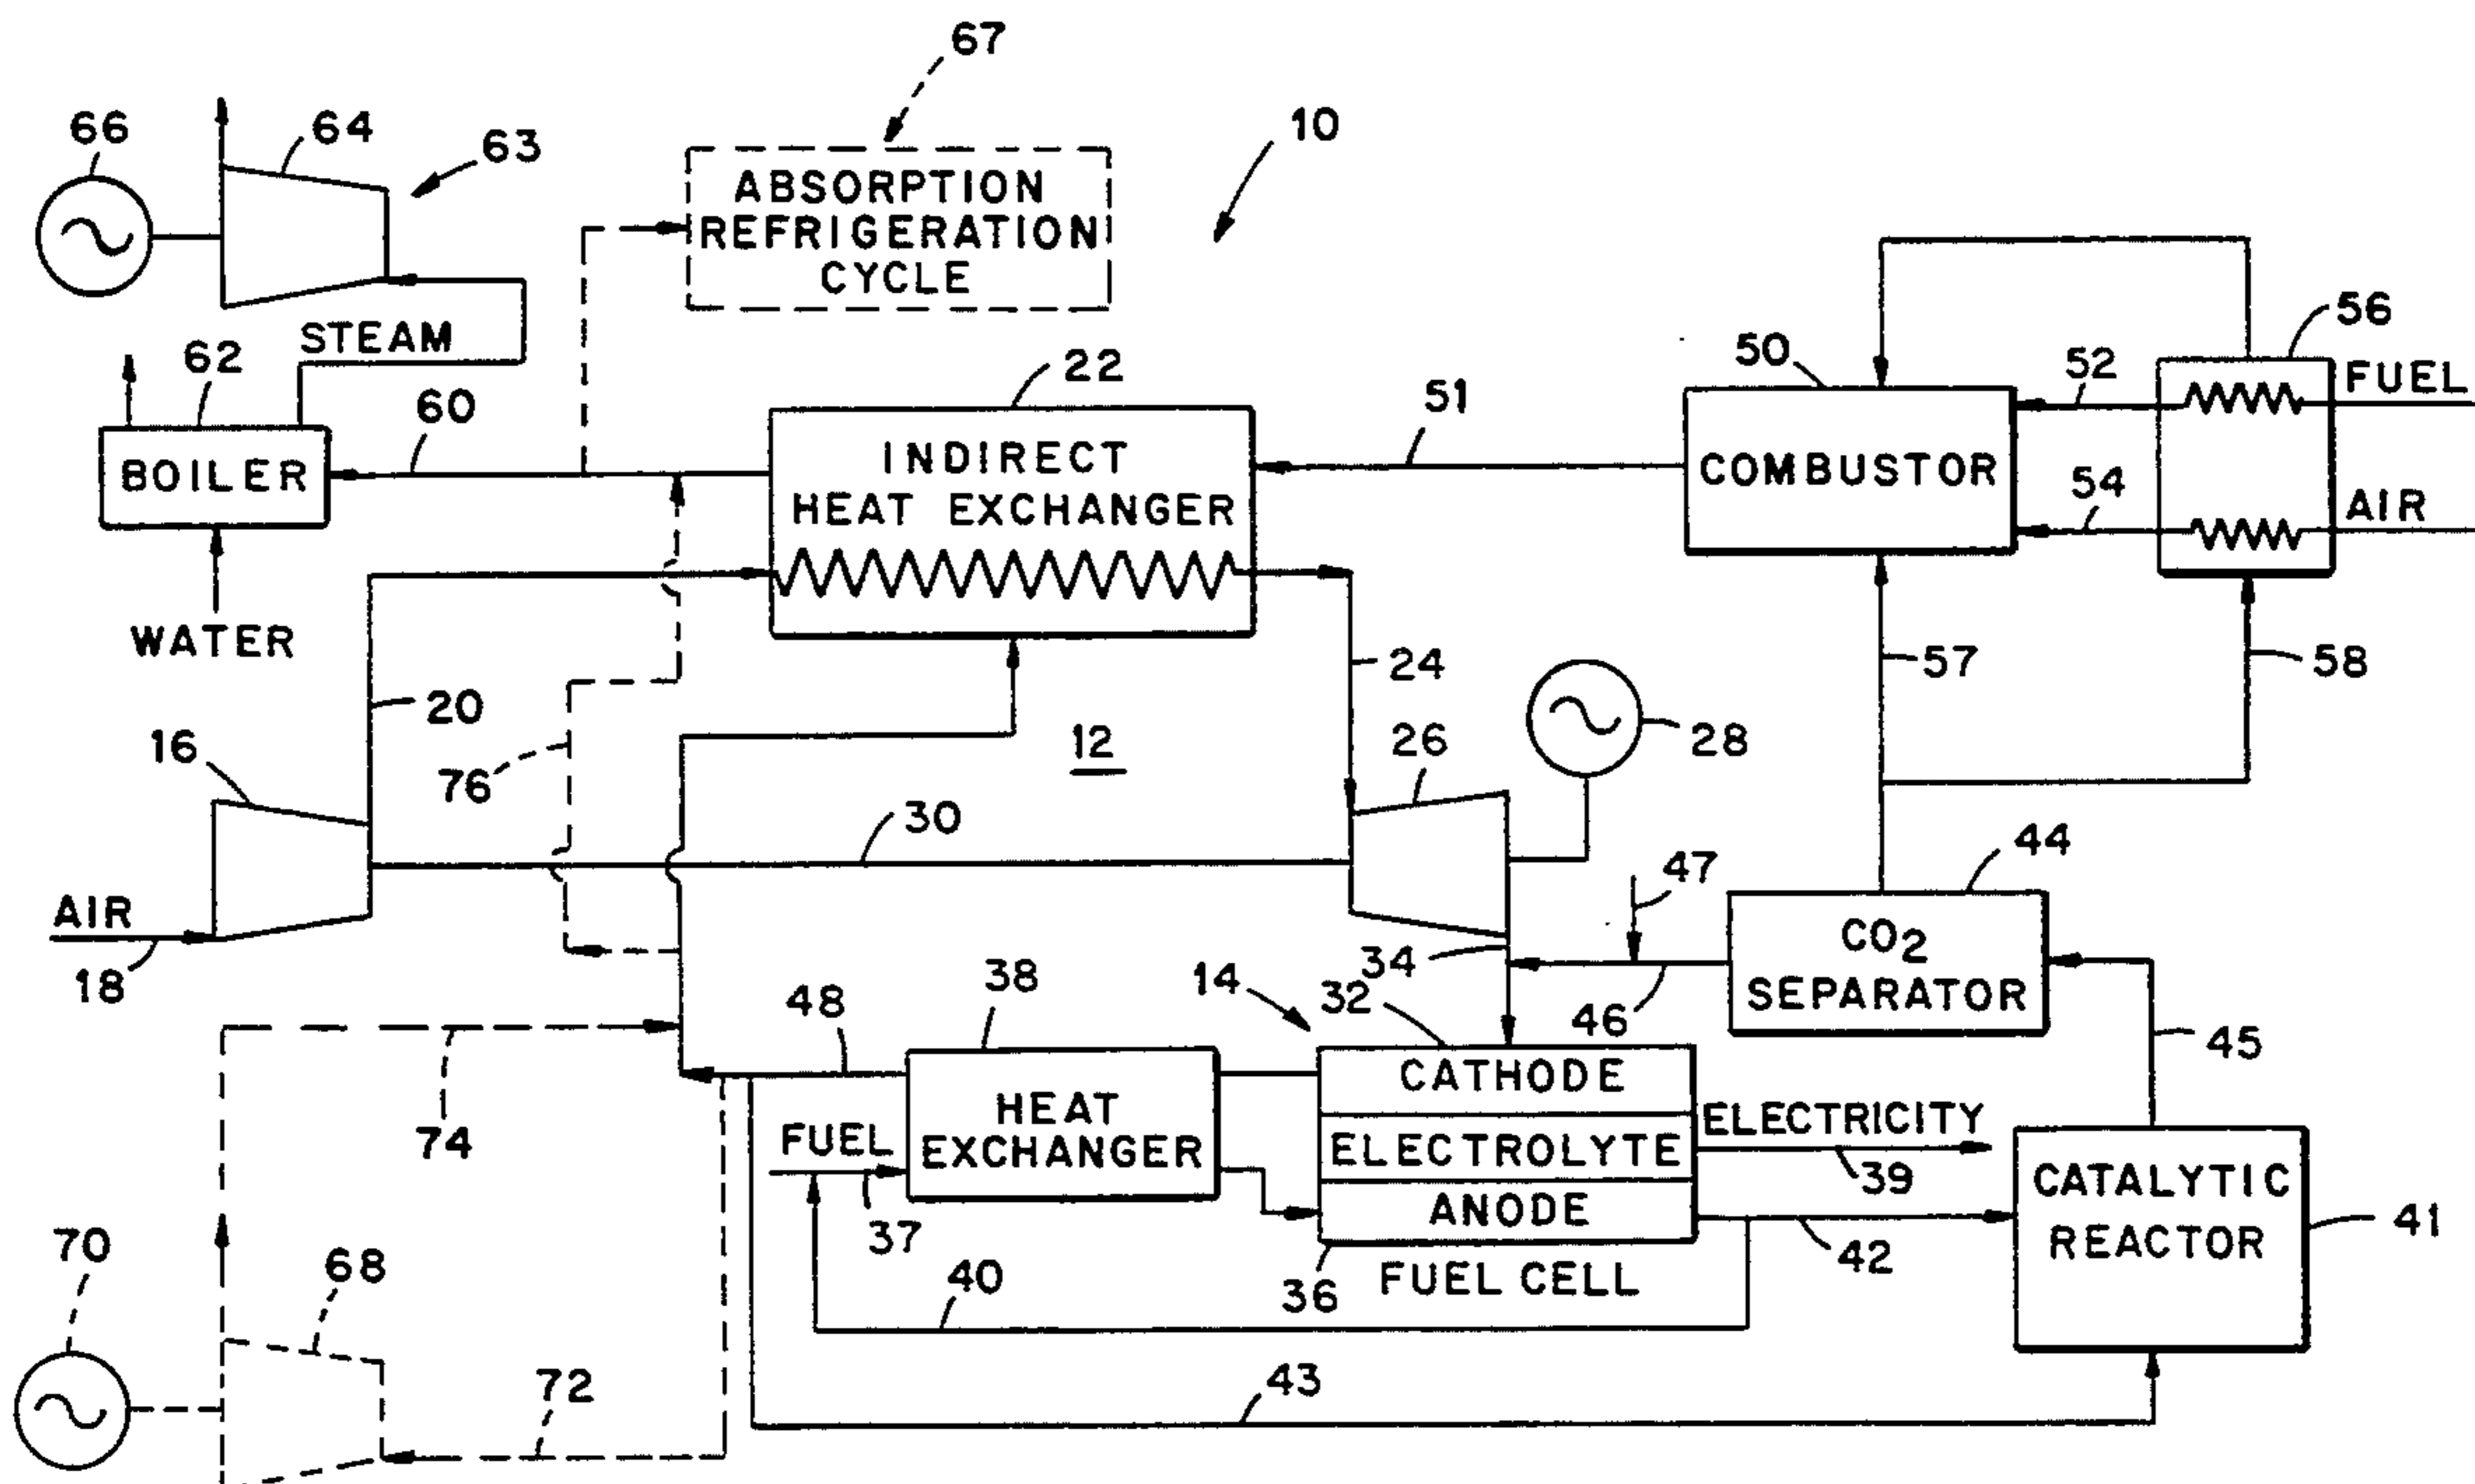 67
10
66
64
63
ABSORPTION
REFRIGERATION
CYCLE
STEAM
62
60
22
51
50
52
56
FUEL
BOILER
INDIRECT
HEAT EXCHANGER
COMBUSTOR
54
AIR
WATER
20
24
57
58
16
76
12
26
28
30
47
44
AIR
18
34
CO2
SEPARATOR
48
38
14
32
46
45
74
FUEL
HEAT
EXCHANGER
CATHODE
ELECTROLYTE
ANODE
ELECTRICITY
39
CATALYTIC
REACTOR
41
37
42
70
68
40
36
FUEL CELL
72
43